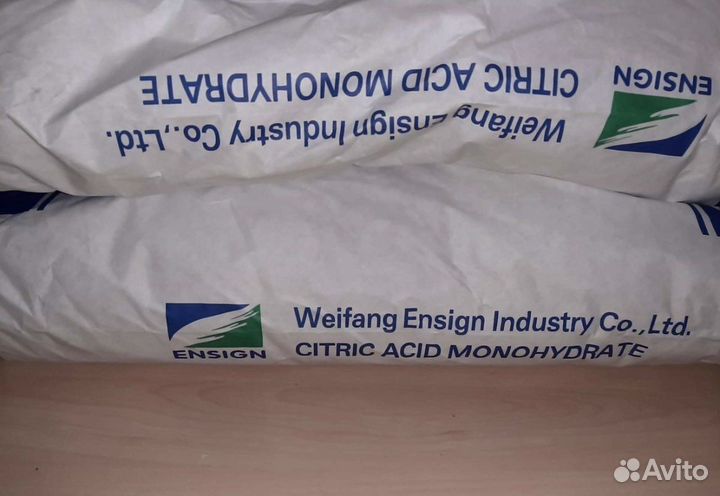 ENSIGN
CITRIC ACID MONOHYDRATE
Weifang Ensign Industry Co.,Ltd.
Weifang Ensign Industry Co.,Ltd.
ENSIGN
CITRIC ACID MONOHYDRATE
Avito